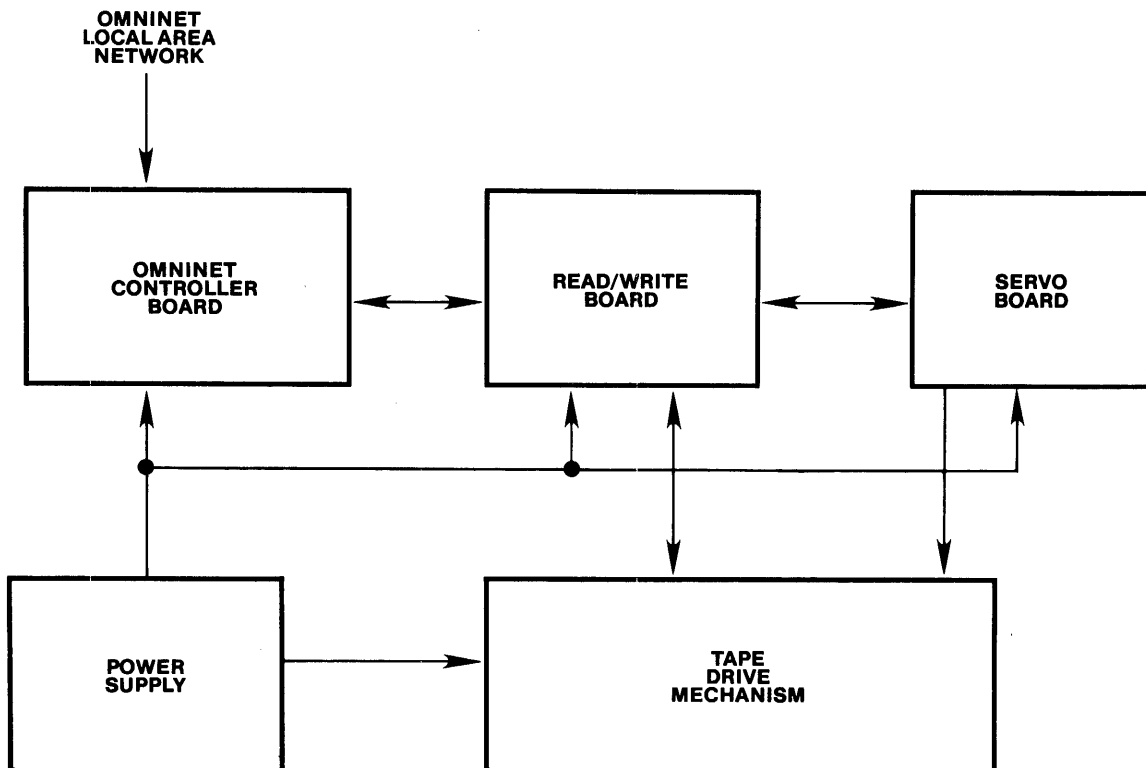 OMNINET
LOCAL AREA
NETWORK
OMNINET
CONTROLLER
BOARD
READ/WRITE
BOARD
SERVO
BOARD
POWER
SUPPLY
TAPE
DRIVE
MECHANISM